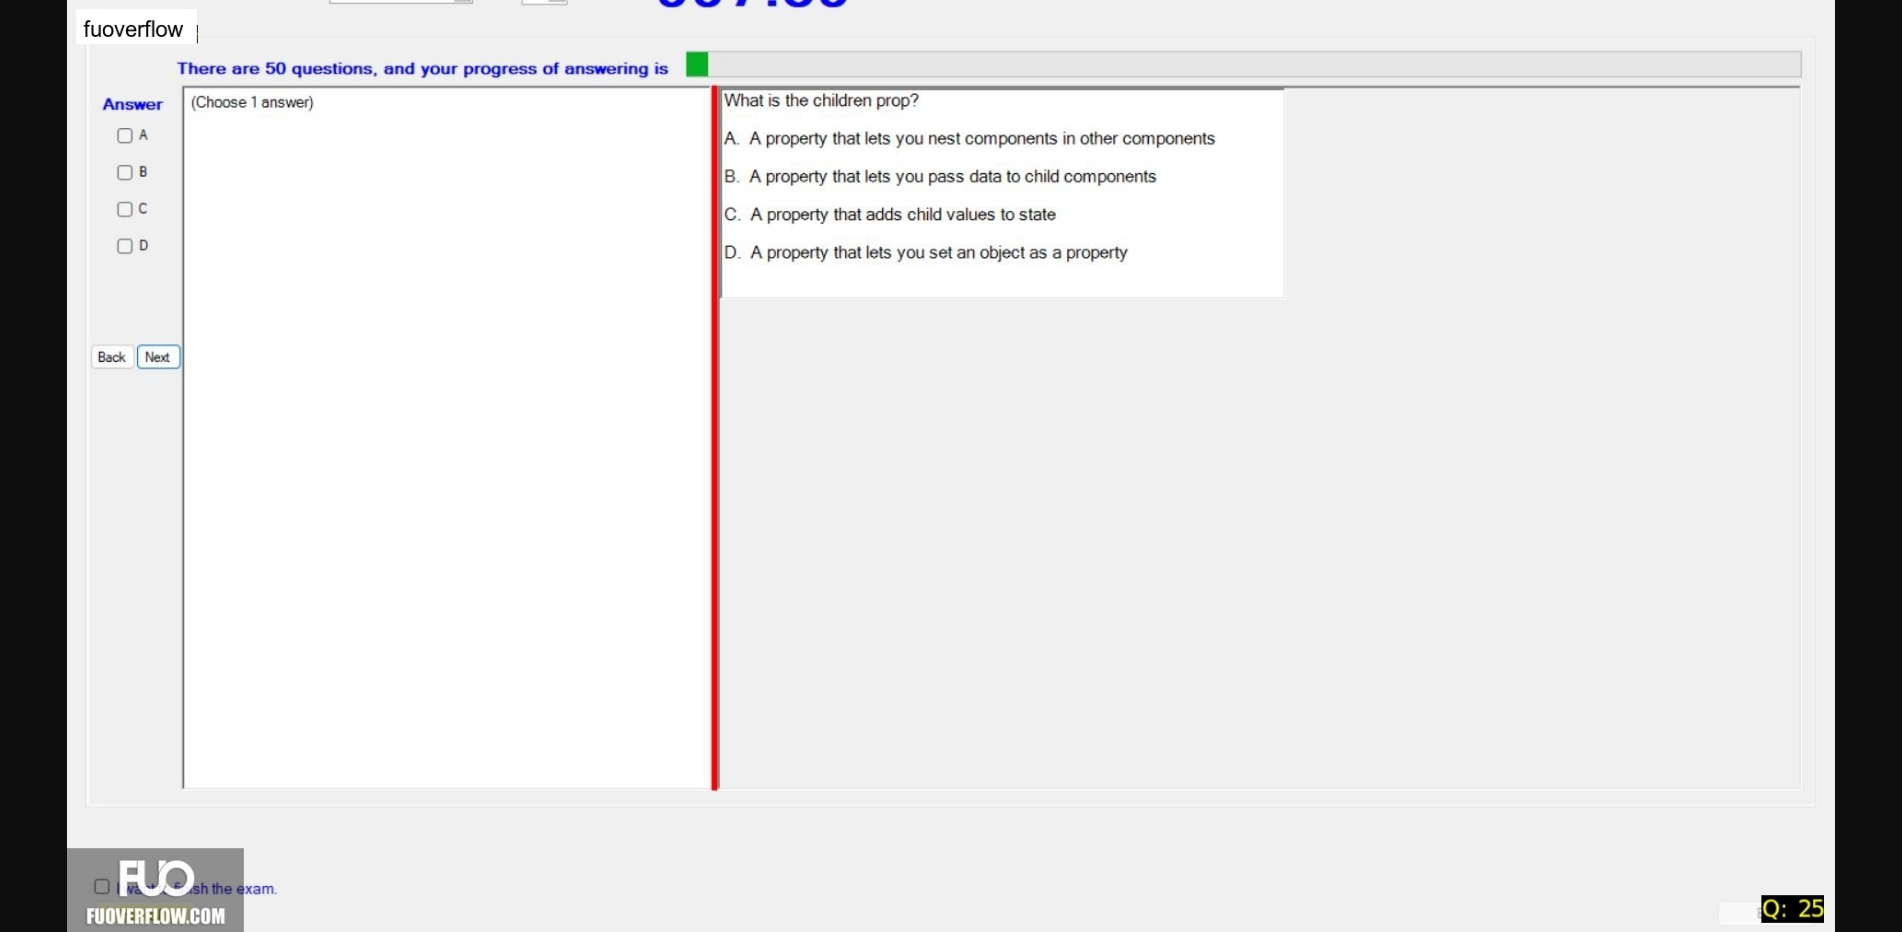 fuoverflow
There are 50 questions, and your progress of answering is
Answer
(Choose 1 answer)
A
B
C
D
Back Next
What is the children prop?
A. A property that lets you nest components in other components
B. A property that lets you pass data to child components
C. A property that adds child values to state
D. A property that lets you set an object as a property
FUO
sh the exam.
FUOVERFLOW.COM
Q: 25